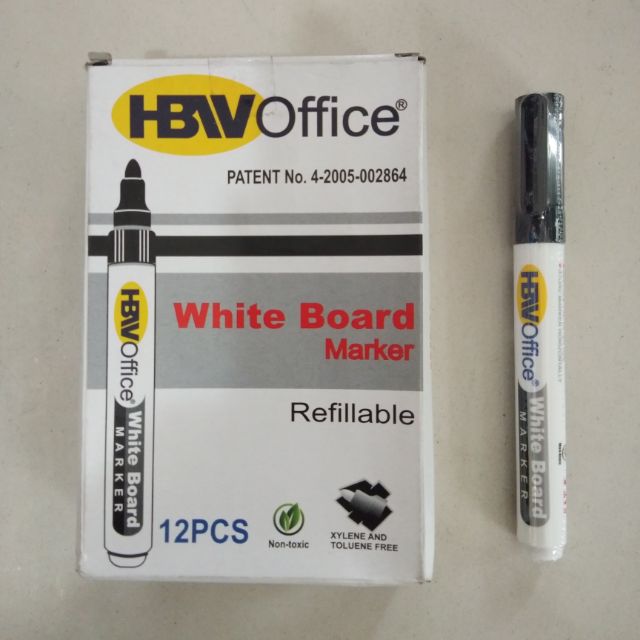 HBWOffice®
PATENT No. 4-2005-002864
White Board
Marker
Refillable
HBWOffice®
White Board
MARKER
12PCS
Non-toxic
XYLENE AND
TOLUENE FREE
HBWOffice®
White Board
MARKER